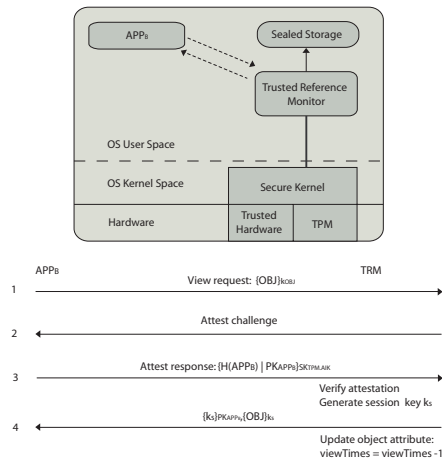 APPB
Sealed Storage
Trusted Reference
Monitor
OS User Space
OS Kernel Space
Secure Kernel
Hardware
Trusted
Hardware
TPM
APPB
TRM
1
View request: {OBJ}kOBJ
2
Attest challenge
3
Attest response: {H(APPB) | PKAPPB}SKTPM.AIK
Verify attestation
Generate session key ks
4
{ks}PKAPPB,{OBJ}ks
Update object attribute:
viewTimes = viewTimes -1